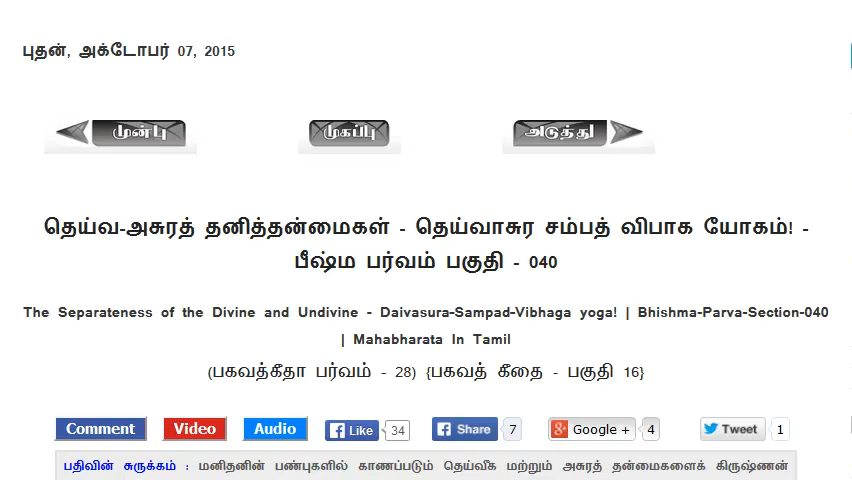 புதன், அக்டோபர் 07, 2015
முன்பு முகப்பு அடுத்து
தெய்வ-அசுரத் தனித்தன்மைகள் - தெய்வாசுர சம்பத் விபாக யோகம்! -
பீஷ்ம பர்வம் பகுதி - 040
The Separateness of the Divine and Undivine - Daivasura-Sampad-Vibhaga yoga! | Bhishma-Parva-Section-040
| Mahabharata In Tamil
(பகவத்கீதா பர்வம் - 28) {பகவத் கீதை - பகுதி 16}
Comment Video Audio Like 34 Share 7 Google + 4 Tweet 1
பதிவின் சுருக்கம் : மனிதனின் பண்புகளில் காணப்படும் தெய்வீக மற்றும் அசுரத் தன்மைகளைக் கிருஷ்ணன்